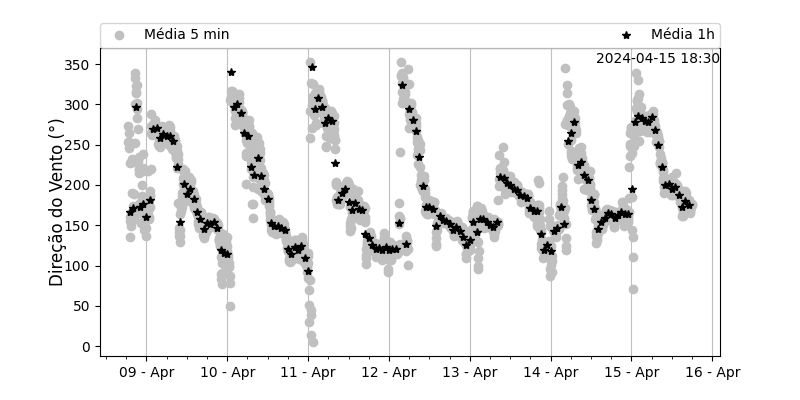 Média 5 min
Média 1h
2024-04-15 18:30
Direção do Vento (°)
350
300
250
200
150
100
50
0
09 - Apr
10 - Apr
11 - Apr
12 - Apr
13 - Apr
14 - Apr
15 - Apr
16 - Apr